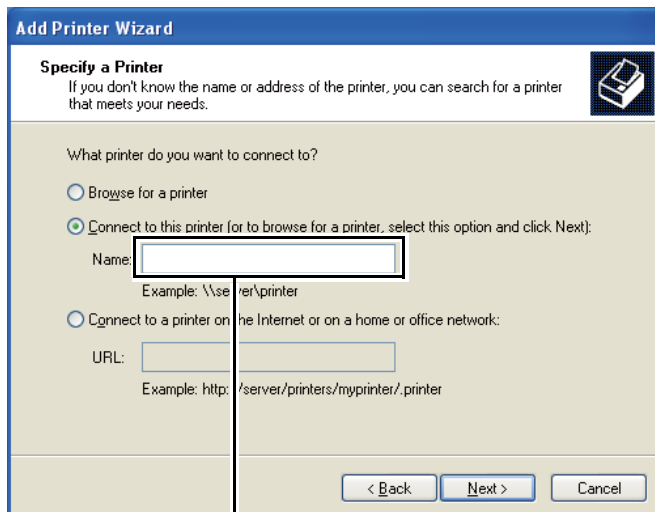 Add Printer Wizard
Specify a Printer
If you don't know the name or address of the printer, you can search for a printer
that meets your needs.
What printer do you want to connect to?
Browse for a printer
Connect to this printer (or to browse for a printer, select this option and click Next):
Name:
Example: \\server\printer
Connect to a printer on the Internet or on a home or office network:
URL:
Example: http://server/printers/myprinter/.printer
< Back Next > Cancel